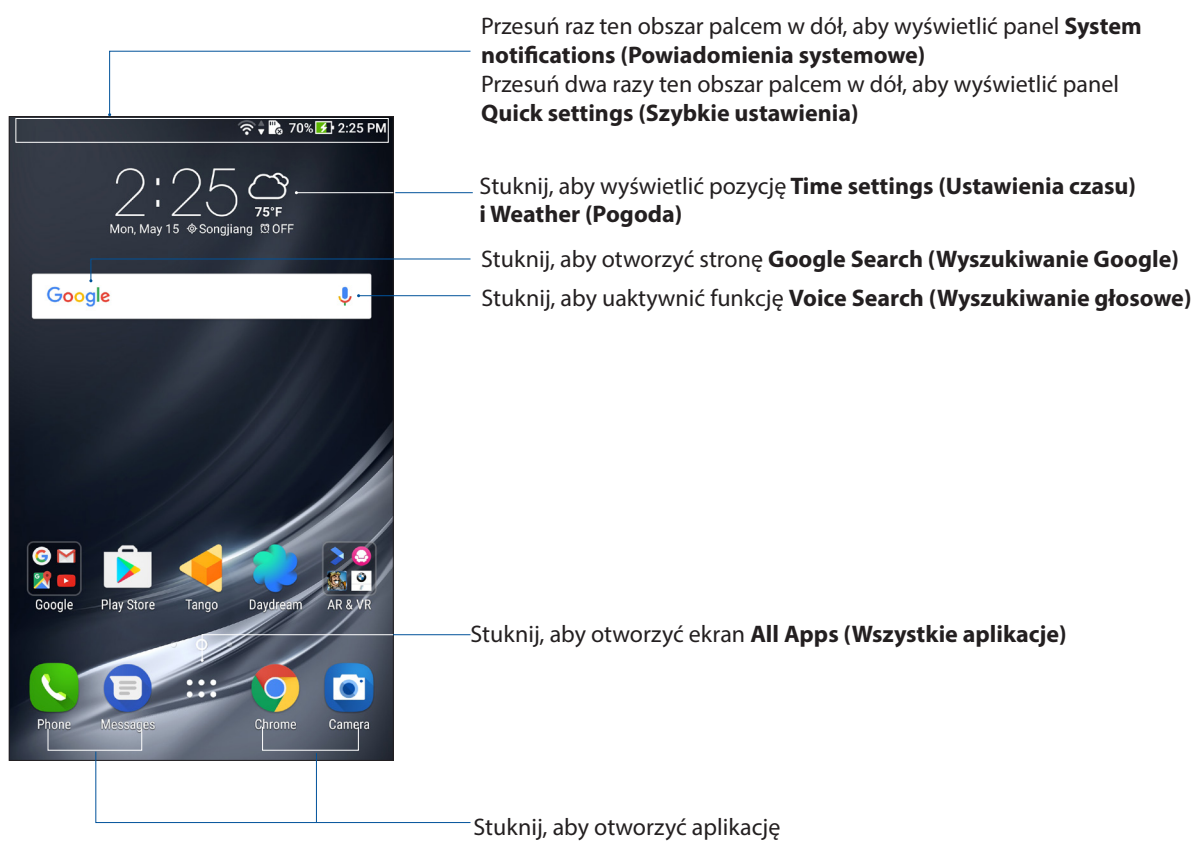 Przesuń raz ten obszar palcem w dół, aby wyświetlić panel System
notifications (Powiadomienia systemowe)
Przesuń dwa razy ten obszar palcem w dół, aby wyświetlić panel
Quick settings (Szybkie ustawienia)
70% 2:25 PM
2:25
75°F
Mon, May 15 Songjiang OFF
Stuknij, aby wyświetlić pozycję Time settings (Ustawienia czasu)
i Weather (Pogoda)
Stuknij, aby otworzyć stronę Google Search (Wyszukiwanie Google)
Google
Stuknij, aby uaktywnić funkcję Voice Search (Wyszukiwanie głosowe)
Google Play Store Tango Daydream AR & VR
Stuknij, aby otworzyć ekran All Apps (Wszystkie aplikacje)
Phone Messages Chrome Camera
Stuknij, aby otworzyć aplikację